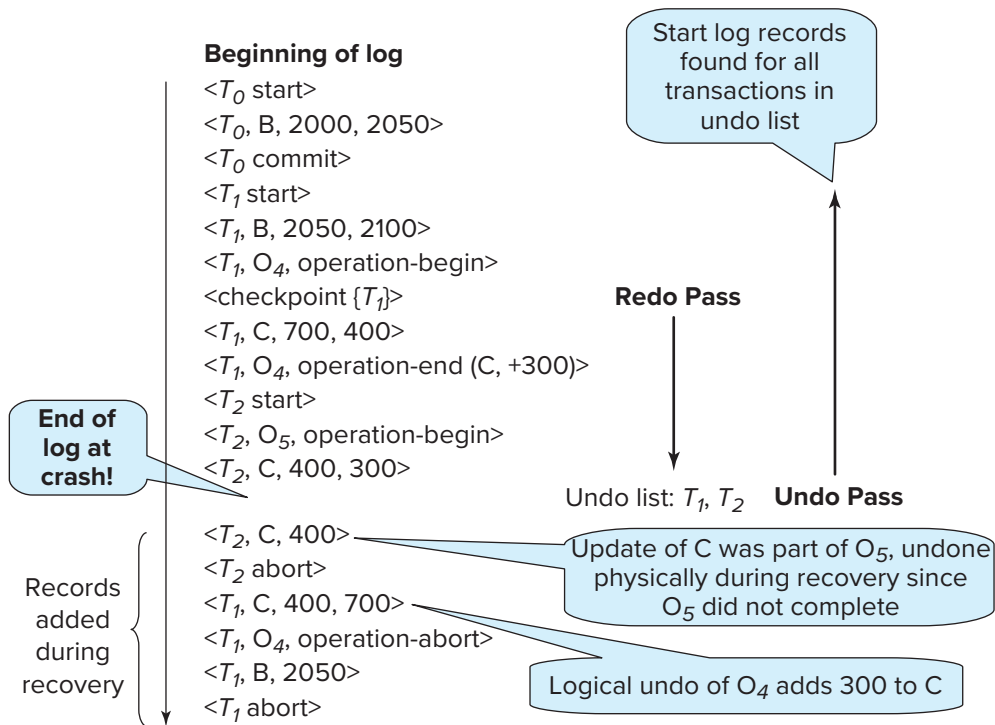 Beginning of log
<T0 start>
<T0, B, 2000, 2050>
<T0 commit>
<T1 start>
<T1, B, 2050, 2100>
<T1, O4, operation-begin>
<checkpoint {T1}>
<T1, C, 700, 400>
<T1, O4, operation-end (C, +300)>
<T2 start>
<T2, O5, operation-begin>
<T2, C, 400, 300>
End of
log at
crash!
Start log records
found for all
transactions in
undo list
Redo Pass
Undo list: T1, T2
Undo Pass
Records
added
during
recovery
<T2, C, 400>
<T2 abort>
<T1, C, 400, 700>
<T1, O4, operation-abort>
<T1, B, 2050>
<T1 abort>
Update of C was part of O5, undone
physically during recovery since
O5 did not complete
Logical undo of O4 adds 300 to C